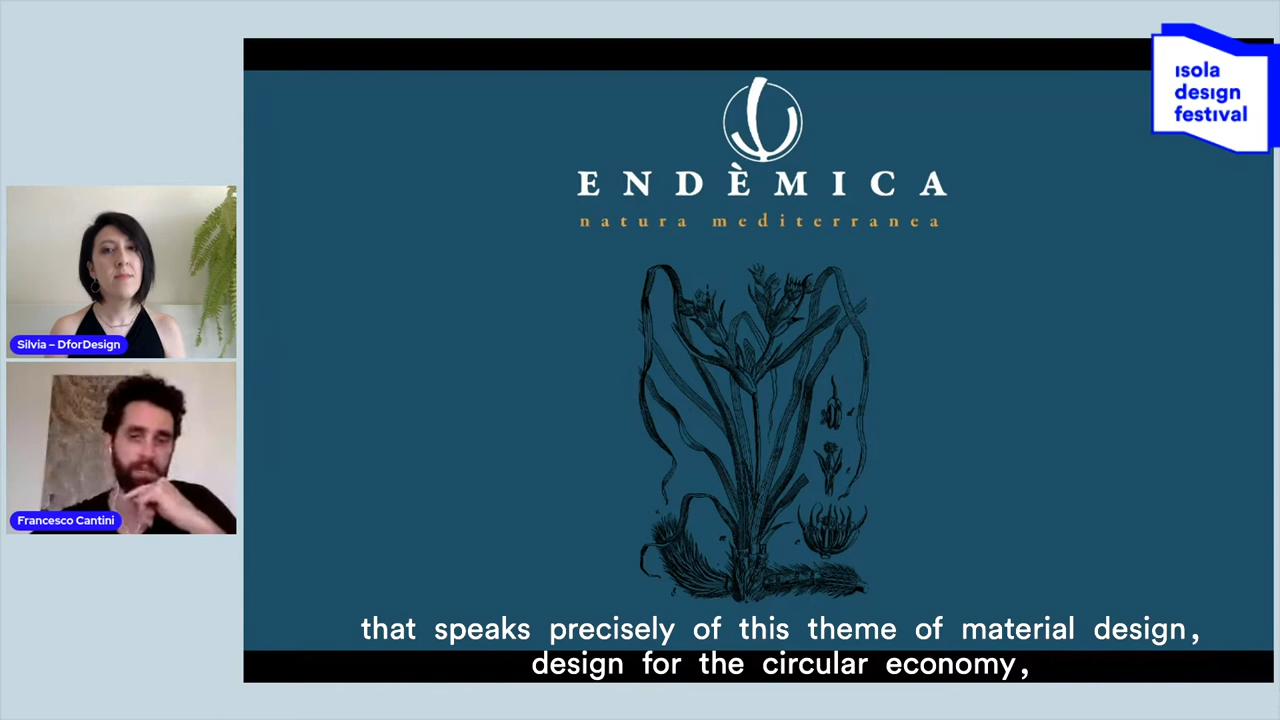 isola
design
festival
ENDÈMICA
natura mediterranea
Silvia – DforDesign
Francesco Cantini
that speaks precisely of this theme of material design,
design for the circular economy,